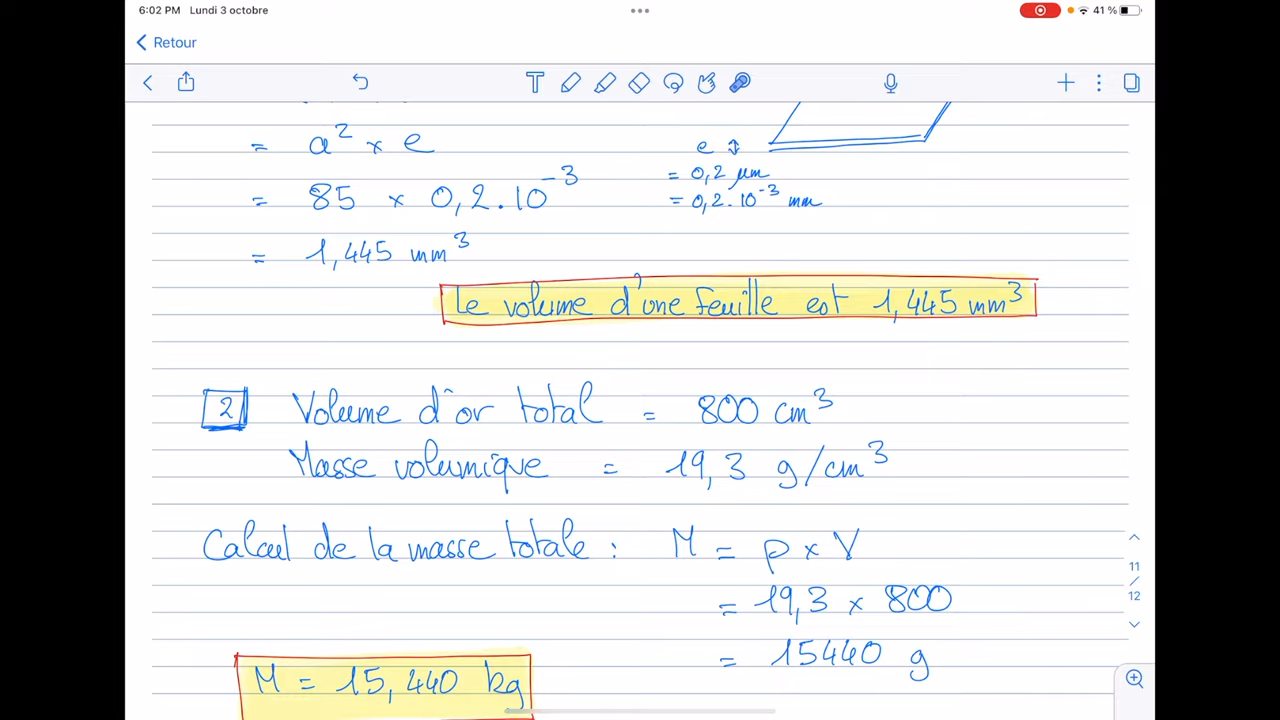 6:02 PM Lundi 3 octobre
41 %
Retour
= a² × e
e ↕
= 0,2 µm
= 85 × 0,2.10⁻³
= 0,2.10⁻³ mm
= 1,445 mm³
Le volume d'une feuille est 1,445 mm³
2 Volume d'or total = 800 cm³
Masse volumique = 19,3 g/cm³
Calcul de la masse totale : M = ρ × V
= 19,3 × 800
= 15440 g
M = 15,440 kg
11
/
12